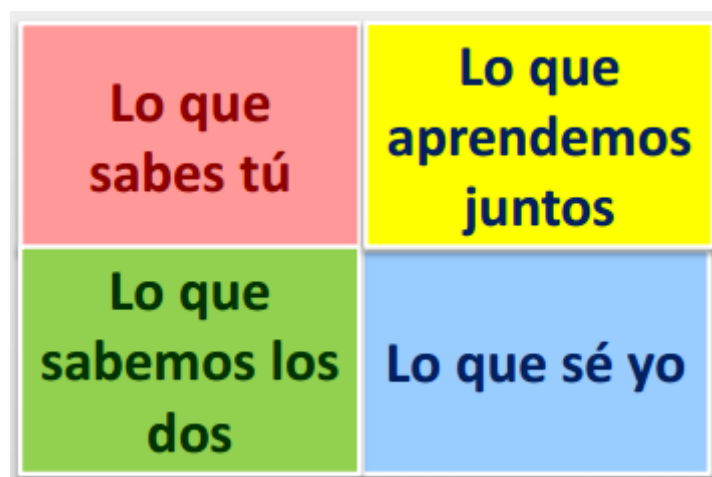 Lo que
sabes tú
Lo que
aprendemos
juntos
Lo que
sabemos los
dos
Lo que sé yo